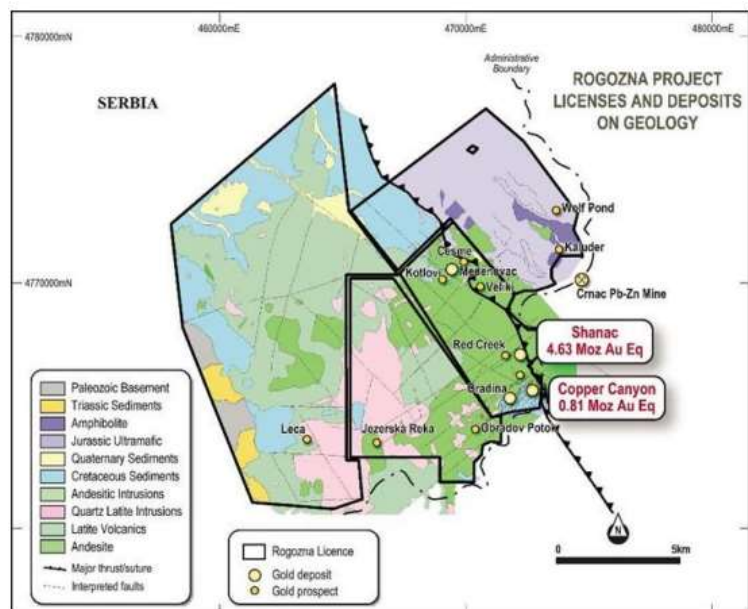 460000mE
470000mE
480000mE
4780000mN
4770000mN
Administrative
Boundary
SERBIA
ROGOZNA PROJECT
LICENSES AND DEPOSITS
ON GEOLOGY
Wolf Pond
Kaluder
Cesme
Kotlovi
Medenovac
Veliki
Crnac Pb-Zn Mine
Shanac
4.63 Moz Au Eq
Red Creek
Copper Canyon
0.81 Moz Au Eq
Gradina
Leca
Jezerska Reka
Obradov Potok
Paleozoic Basement
Triassic Sediments
Amphibolite
Jurassic Ultramafic
Quaternary Sediments
Cretaceous Sediments
Andesitic Intrusions
Quartz Latite Intrusions
Latite Volcanics
Andesite
Major thrust/suture
Interpreted faults
Rogozna Licence
Gold deposit
Gold prospect
N
5km